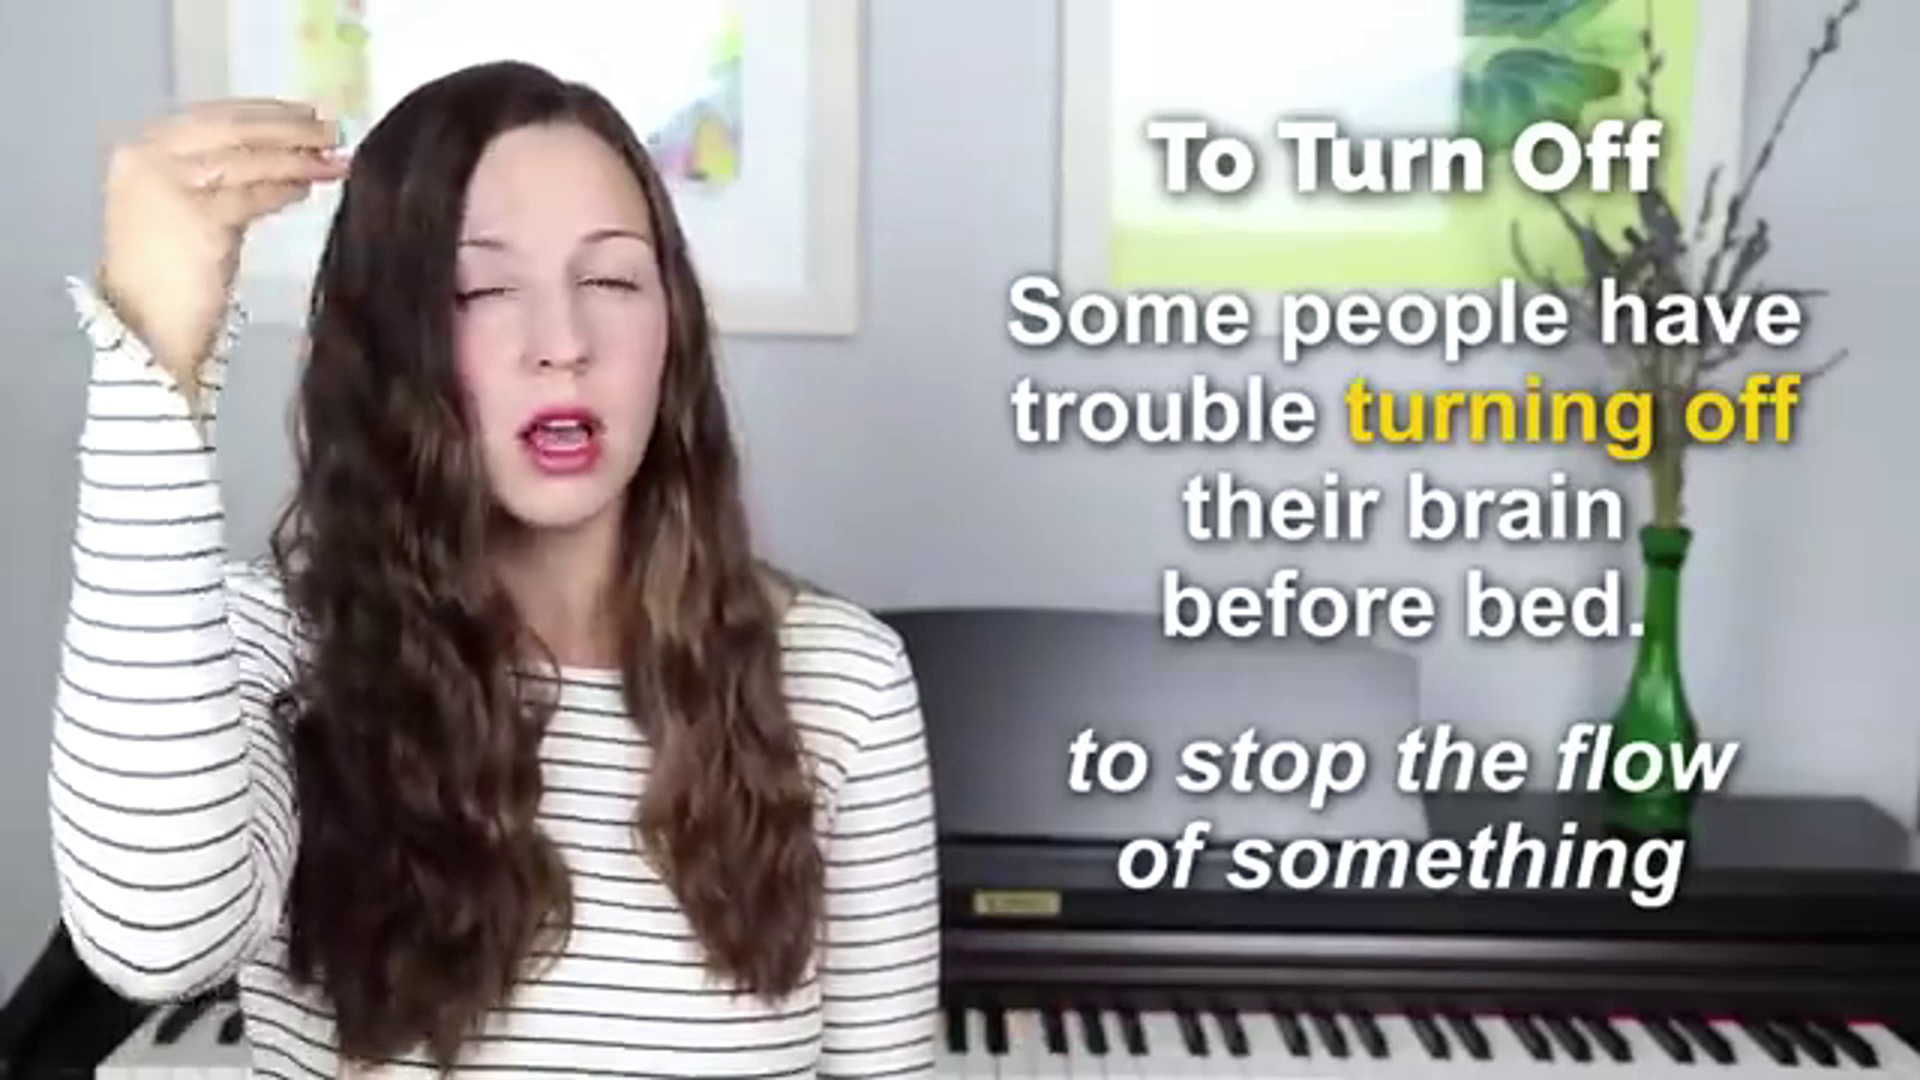 To Turn Off
Some people have
trouble turning off
their brain
before bed.
to stop the flow
of something